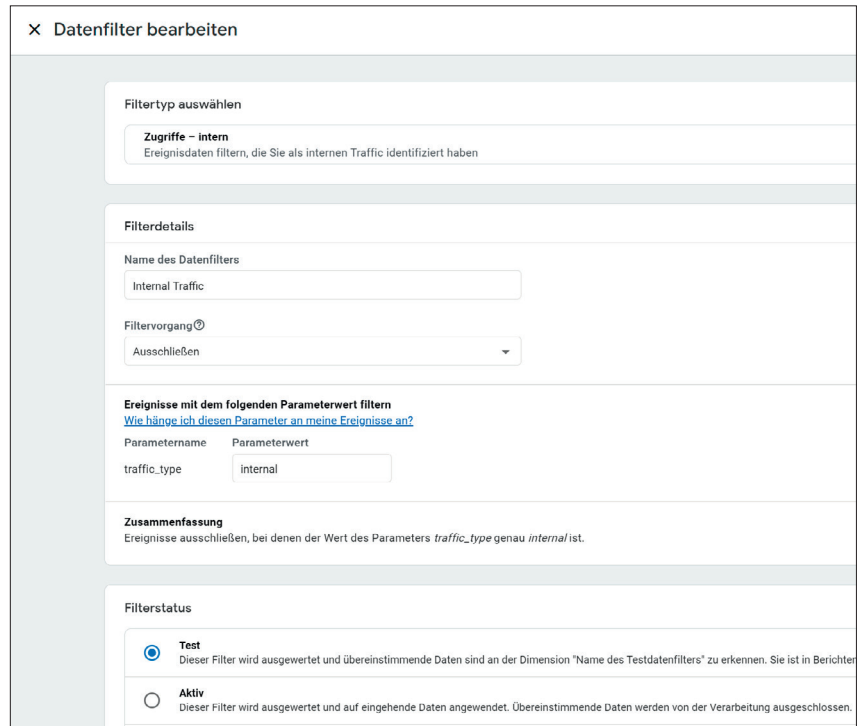 Datenfilter bearbeiten
Filtertyp auswählen
Zugriffe – intern
Ereignisdaten filtern, die Sie als internen Traffic identifiziert haben
Filterdetails
Name des Datenfilters
Internal Traffic
Filtervorgang
Ausschließen
Ereignisse mit dem folgenden Parameterwert filtern
Wie hänge ich diesen Parameter an meine Ereignisse an?
Parametername Parameterwert
traffic_type internal
Zusammenfassung
Ereignisse ausschließen, bei denen der Wert des Parameters traffic_type genau internal ist.
Filterstatus
Test
Dieser Filter wird ausgewertet und übereinstimmende Daten sind an der Dimension "Name des Testdatenfilters" zu erkennen. Sie ist in Berichten
Aktiv
Dieser Filter wird ausgewertet und auf eingehende Daten angewendet. Übereinstimmende Daten werden von der Verarbeitung ausgeschlossen.